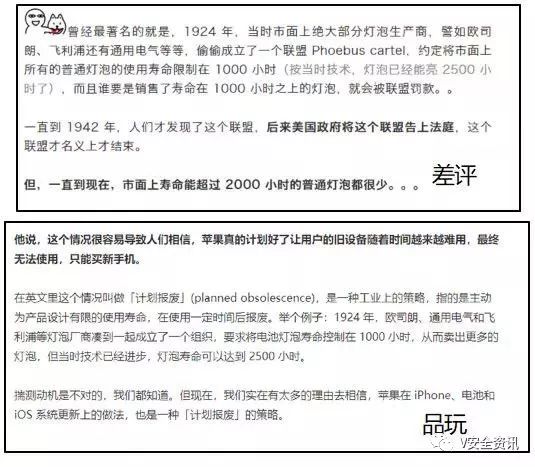 曾经最著名的就是，1924 年，当时市面上绝大部分灯泡生产商，譬如欧司
朗、飞利浦还有通用电气等等，偷偷成立了一个联盟 Phoebus cartel，约定将市面上
所有的普通灯泡的使用寿命限制在 1000 小时（按当时技术，灯泡已经能亮 2500 小
时了），而且谁要是销售了寿命在 1000 小时之上的灯泡，就会被联盟罚款。。
一直到 1942 年，人们才发现了这个联盟，后来美国政府将这个联盟告上法庭，这个
联盟才名义上才结束。
但，一直到现在，市面上寿命能超过 2000 小时的普通灯泡都很少。。。
差评
他说，这个情况很容易导致人们相信，苹果真的计划好了让用户的旧设备随着时间越来越难用，最终
无法使用，只能买新手机。
在英文里这个情况叫做「计划报废」(planned obsolescence)，是一种工业上的策略，指的是主动
为产品设计有限的使用寿命，在使用一定时间后报废。举个例子：1924 年，欧司朗、通用电气和飞
利浦等灯泡厂商凑到一起成立了一个组织，要求将电池灯泡寿命控制在 1000 小时，从而卖出更多的
灯泡，但当时技术已经进步，灯泡寿命可以达到 2500 小时。
揣测动机是不对的，我们都知道。但现在，我们实在有太多的理由去相信，苹果在 iPhone、电池和
iOS 系统更新上的做法，也是一种「计划报废」的策略。
品玩
V安全资讯